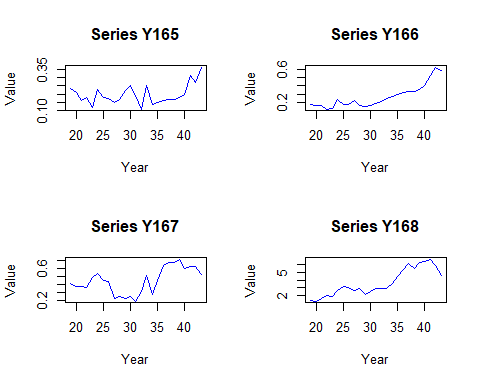 Series Y165
Value
0.10 0.35
20 25 30 35 40
Year
Series Y166
Value
0.2 0.6
20 25 30 35 40
Year
Series Y167
Value
0.2 0.6
20 25 30 35 40
Year
Series Y168
Value
2 5
20 25 30 35 40
Year